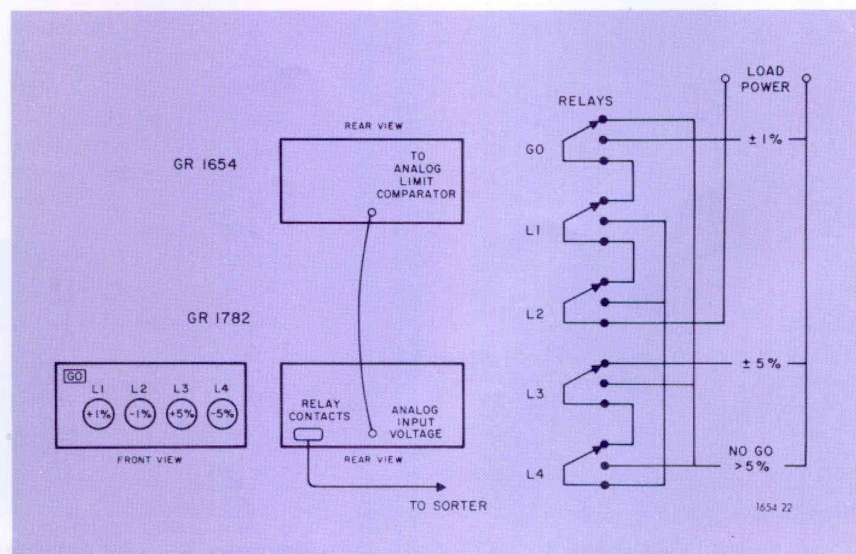 GR 1654
REAR VIEW
TO
ANALOG
LIMIT
COMPARATOR
GR 1782
GO
L1 L2 L3 L4
+1% -1% +5% -5%
FRONT VIEW
RELAY
CONTACTS
ANALOG
INPUT
VOLTAGE
REAR VIEW
TO SORTER
RELAYS
LOAD
POWER
GO
± 1%
L1
L2
L3
± 5%
L4
NO GO
>5%
1654 22